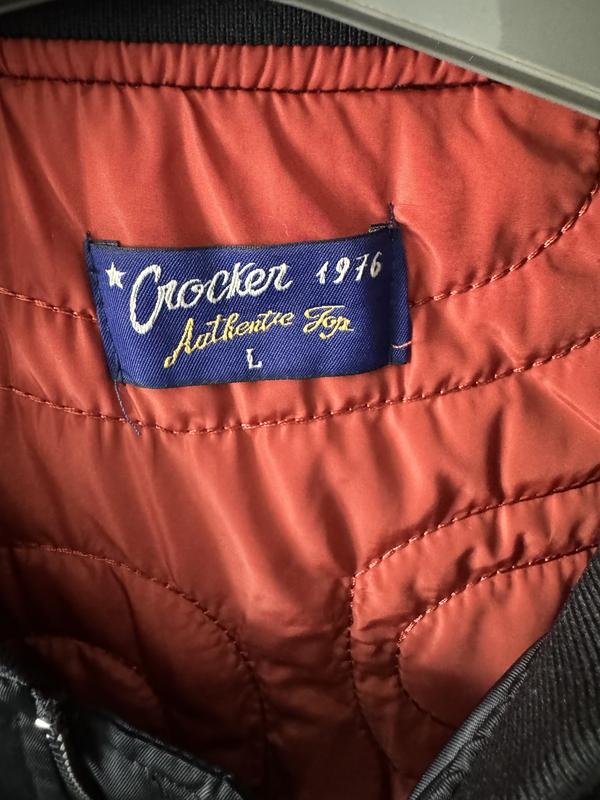 Crocker 1976
Authentic Top
L